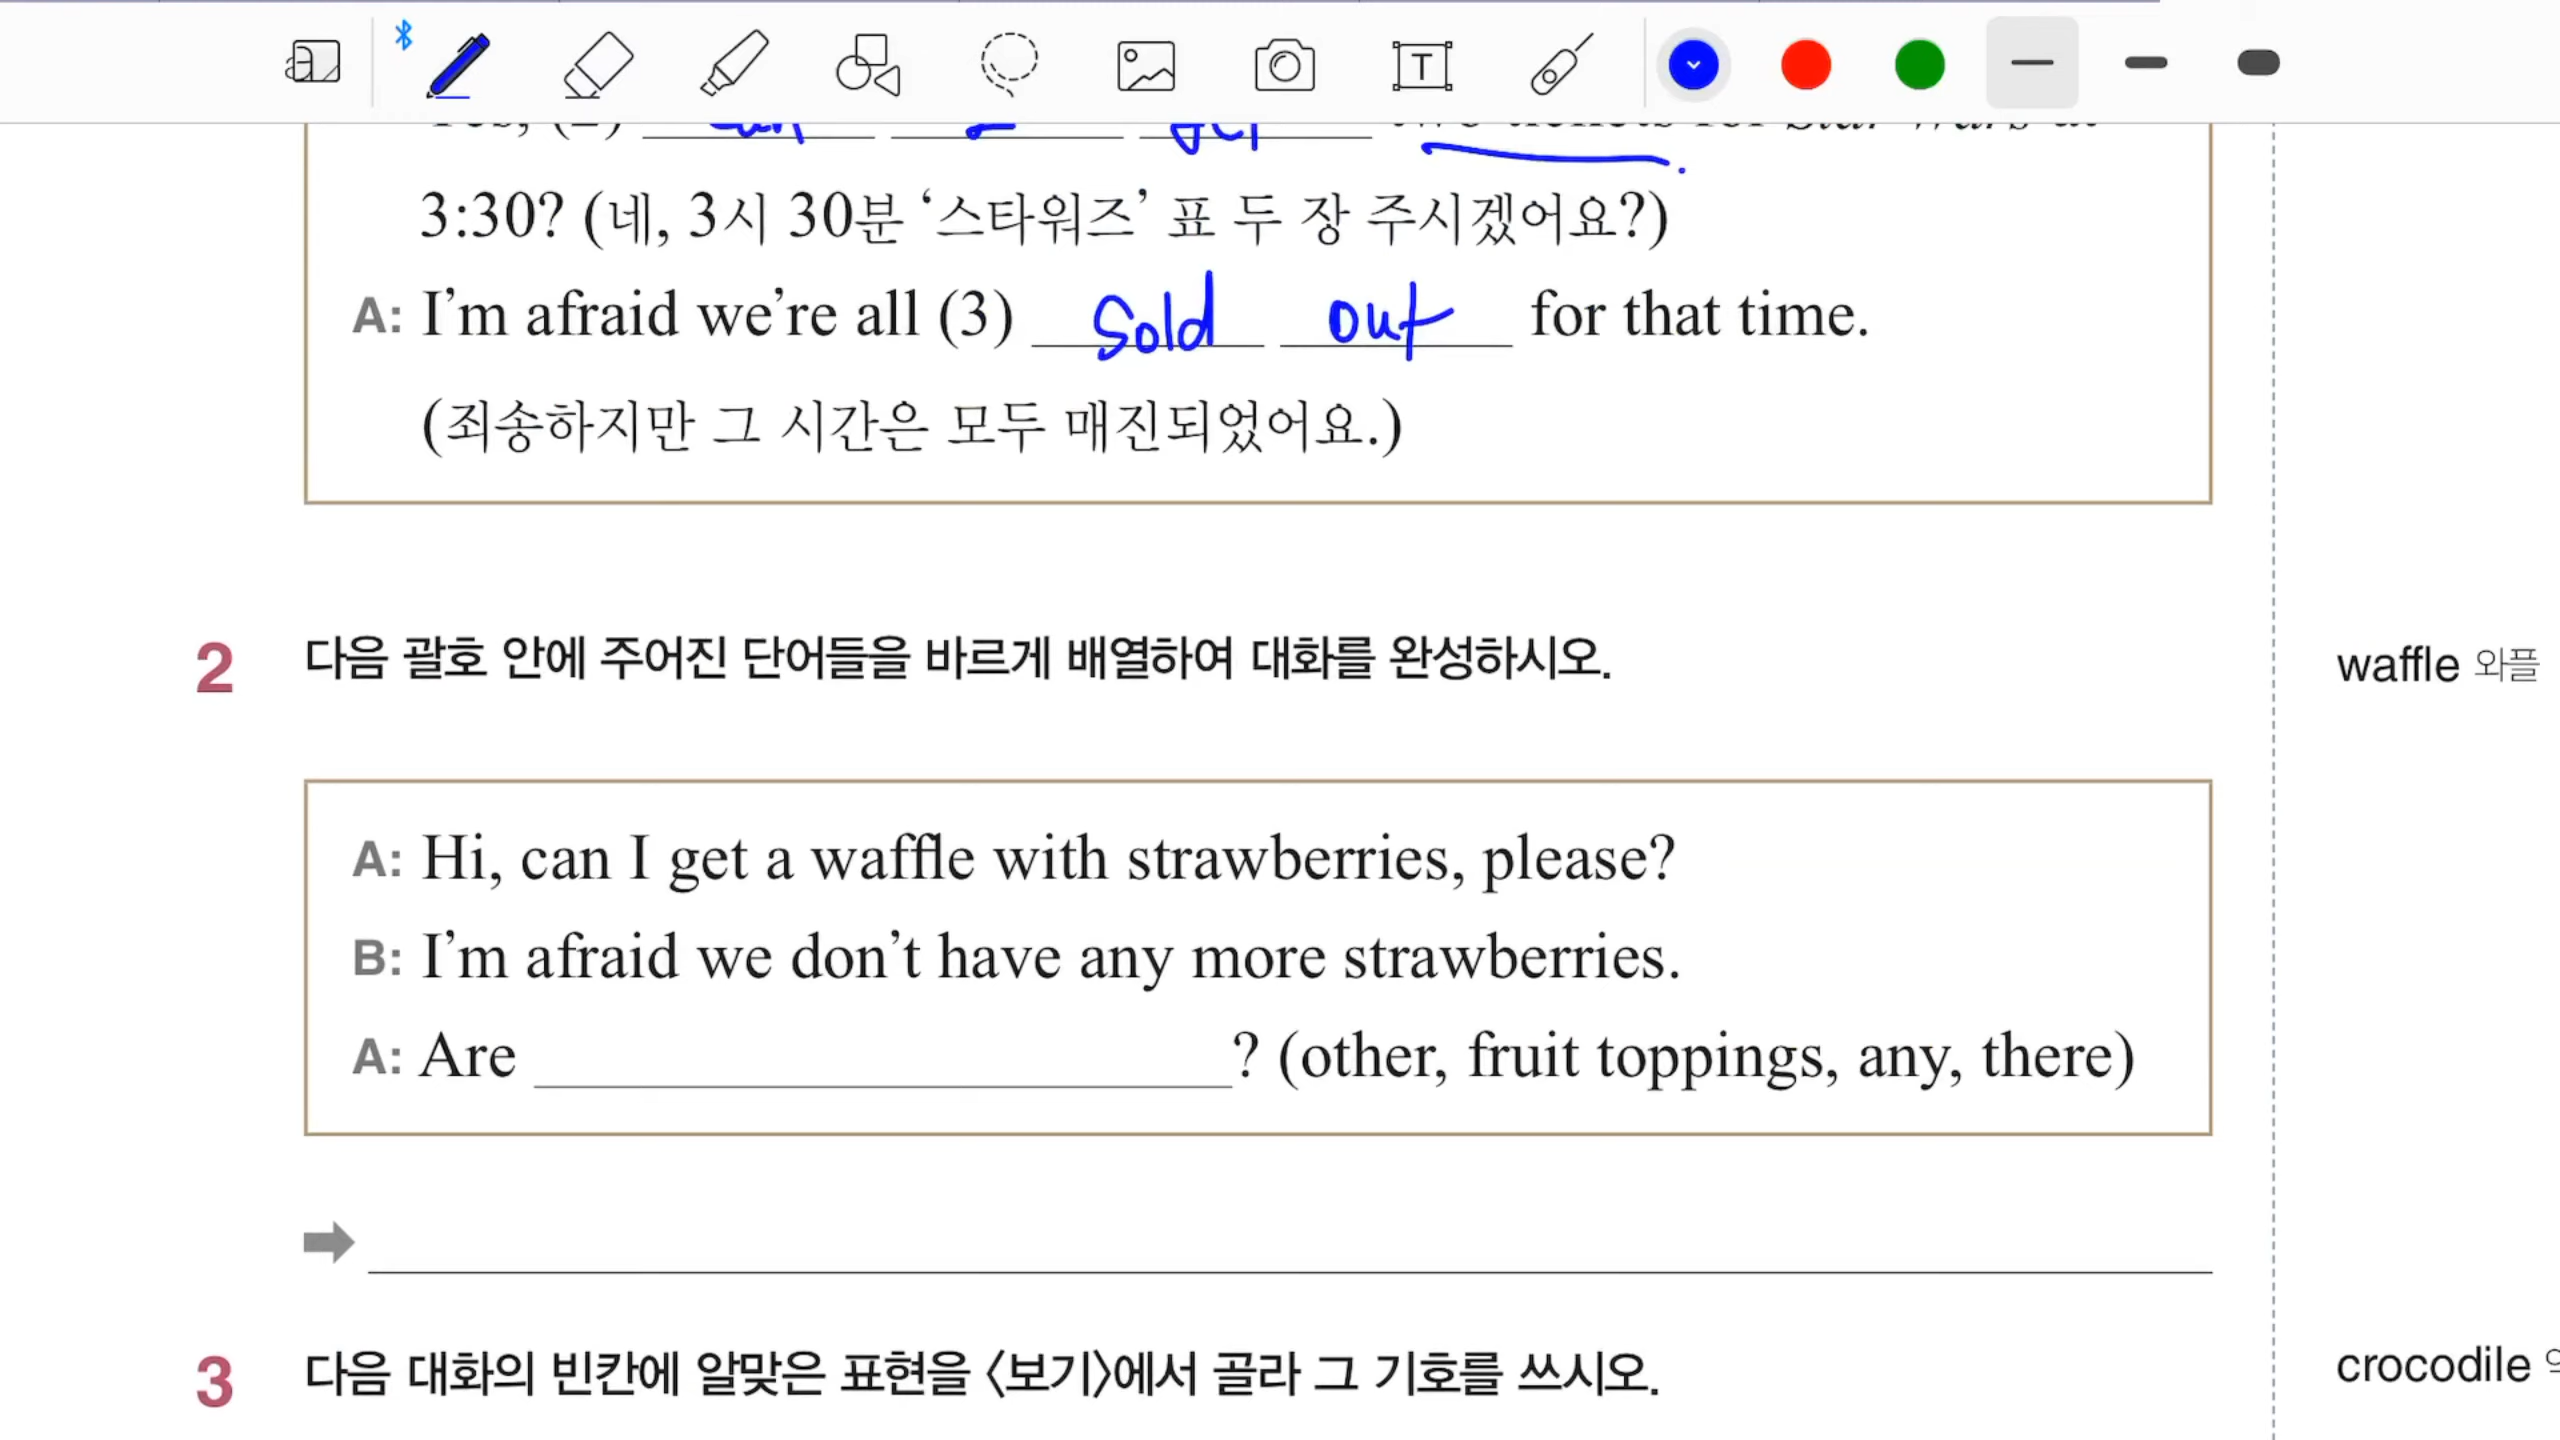 T
3:30? (네, 3시 30분 ‘스타워즈’ 표 두 장 주시겠어요?)
A: I’m afraid we’re all (3) sold out for that time.
(죄송하지만 그 시간은 모두 매진되었어요.)
2 다음 괄호 안에 주어진 단어들을 바르게 배열하여 대화를 완성하시오.
waffle 와플
A: Hi, can I get a waffle with strawberries, please?
B: I’m afraid we don’t have any more strawberries.
A: Are ____________? (other, fruit toppings, any, there)
3 다음 대화의 빈칸에 알맞은 표현을 〈보기〉에서 골라 그 기호를 쓰시오.
crocodile